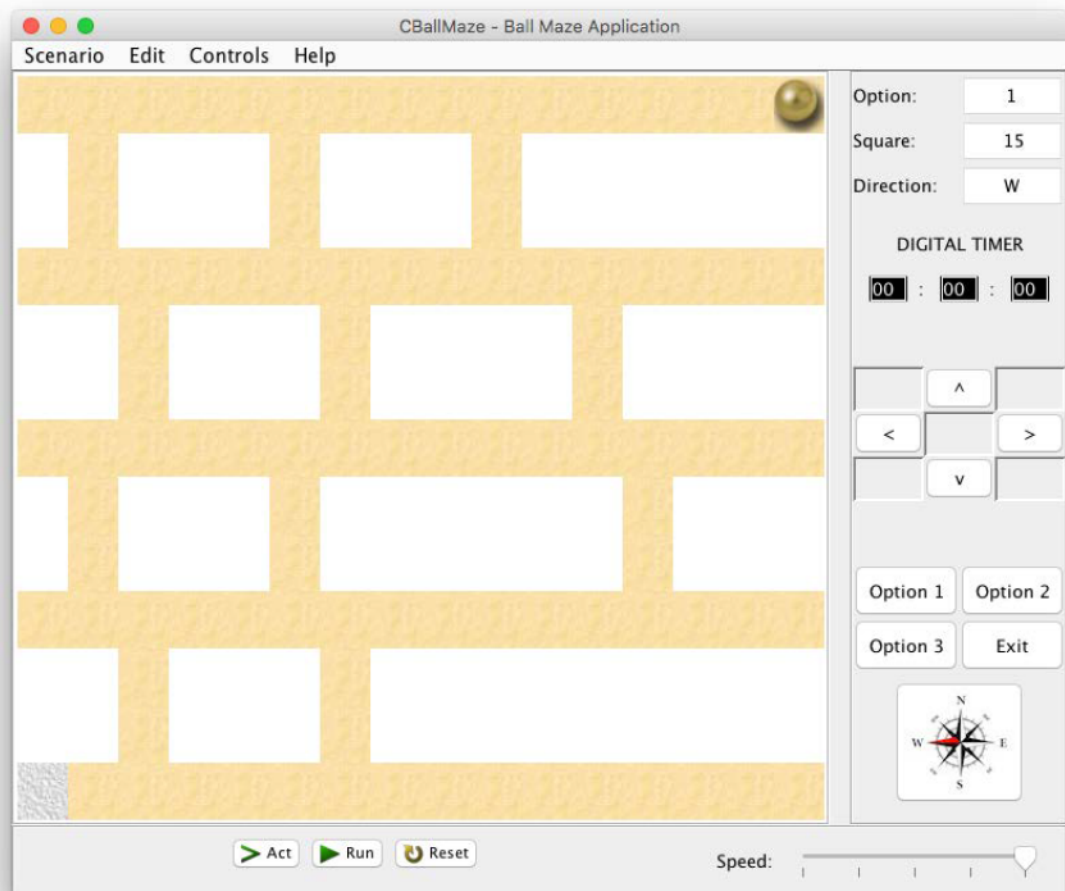 CBallMaze - Ball Maze Application
Scenario Edit Controls Help
Option: 1
Square: 15
Direction: W
DIGITAL TIMER
00 : 00 : 00
^
< >
v
Option 1 Option 2
Option 3 Exit
N
W E
S
Act Run Reset
Speed: